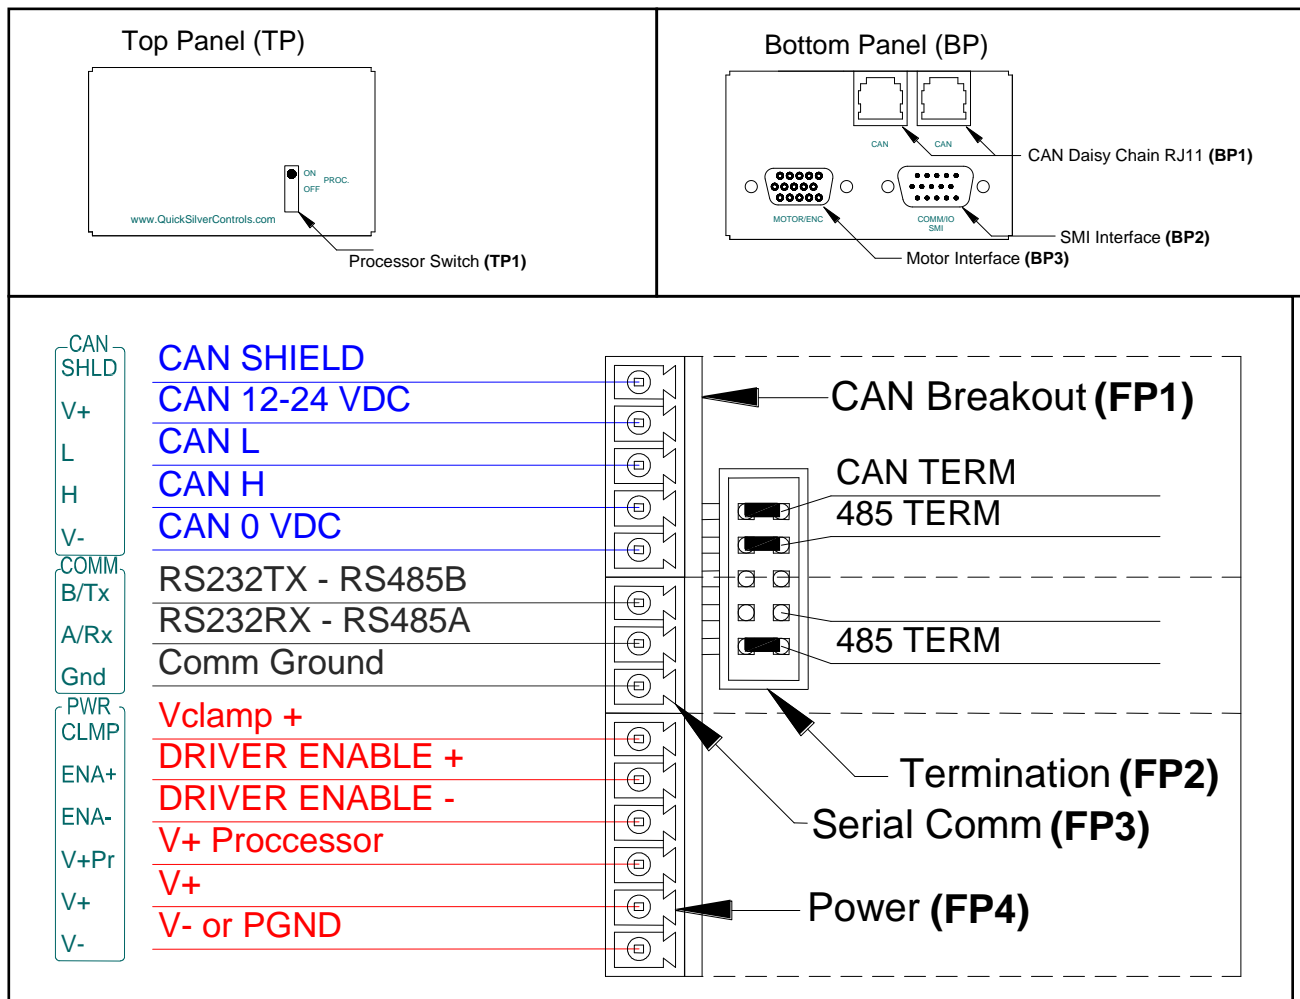 Top Panel (TP)
ON
OFF
PROC.
www.QuickSilverControls.com
Processor Switch (TP1)
Bottom Panel (BP)
CAN
CAN
CAN Daisy Chain RJ11 (BP1)
MOTOR/ENC
COMM/IO
SMI
SMI Interface (BP2)
Motor Interface (BP3)
CAN
SHLD
V+
L
H
V-
COMM
B/Tx
A/Rx
Gnd
PWR
CLMP
ENA+
ENA-
V+Pr
V+
V-
CAN SHIELD
CAN 12-24 VDC
CAN L
CAN H
CAN 0 VDC
RS232TX - RS485B
RS232RX - RS485A
Comm Ground
Vclamp +
DRIVER ENABLE +
DRIVER ENABLE -
V+ Proccessor
V+
V- or PGND
CAN Breakout (FP1)
CAN TERM
485 TERM
485 TERM
Termination (FP2)
Serial Comm (FP3)
Power (FP4)